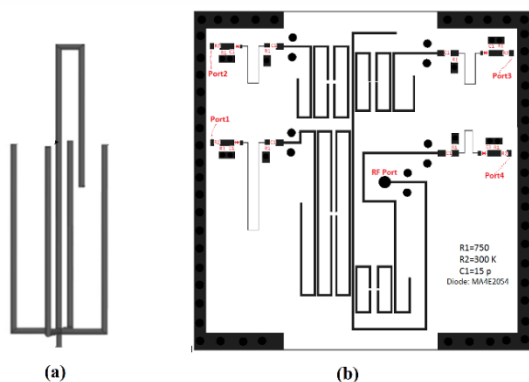 Port2
Port3
Port1
RF Port
Port4
R1=750
R2=300 K
C1=15 p
Diode: MA4E2054
(a)
(b)